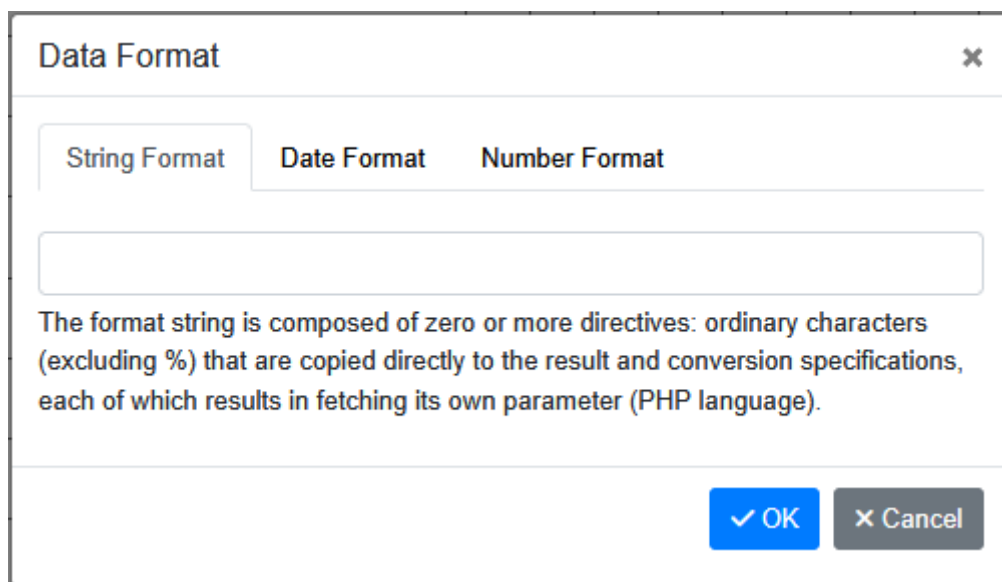 Data Format
String Format Date Format Number Format
The format string is composed of zero or more directives: ordinary characters
(excluding %) that are copied directly to the result and conversion specifications,
each of which results in fetching its own parameter (PHP language).
OK Cancel